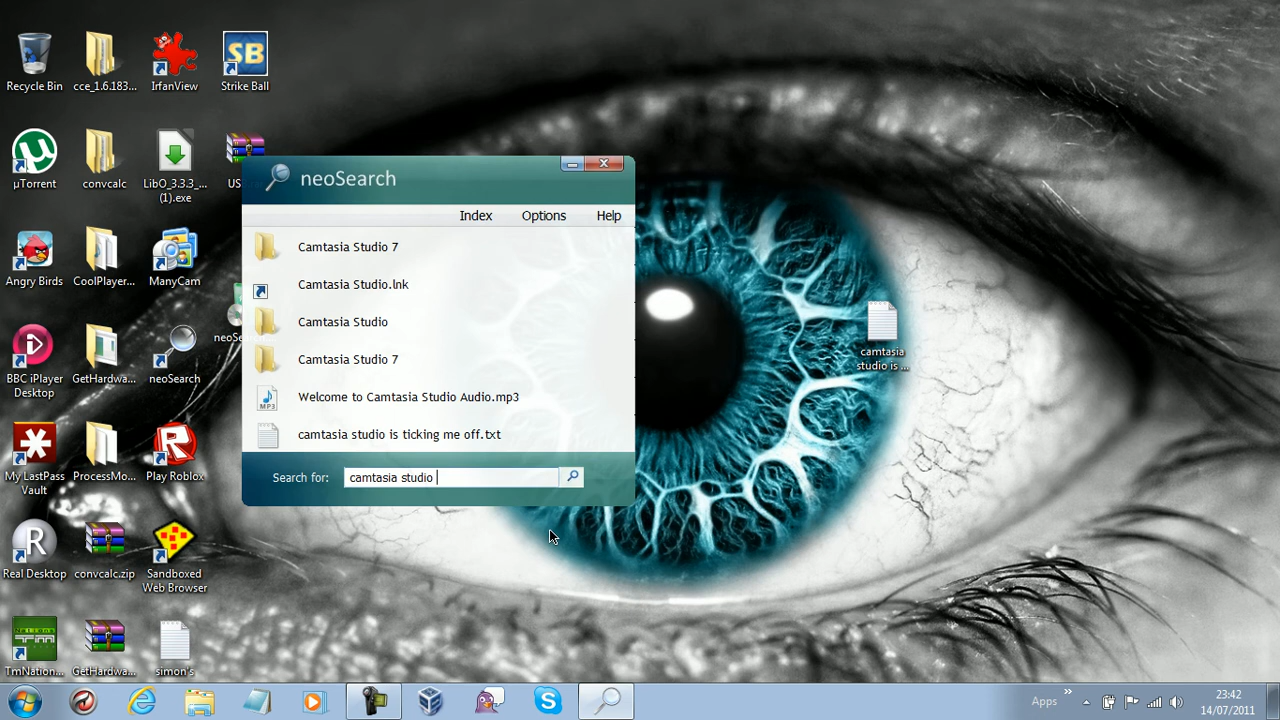 Recycle Bin
cce_1.6.183...
IrfanView
Strike Ball
SB
µTorrent
convcalc
LibO_3.3.3_...
(1).exe
Angry Birds
CoolPlayer...
ManyCam
BBC iPlayer
Desktop
GetHardwa...
neoSearch
My LastPass
Vault
ProcessMo...
Play Roblox
R
Real Desktop
convcalc.zip
Sandboxed
Web Browser
TmNation...
GetHardwa...
simon's
neoSearch
Index
Options
Help
Camtasia Studio 7
Camtasia Studio.lnk
Camtasia Studio
Camtasia Studio 7
MP3
Welcome to Camtasia Studio Audio.mp3
camtasia studio is ticking me off.txt
Search for:
camtasia studio
camtasia
studio is ...
Apps
23:42
14/07/2011